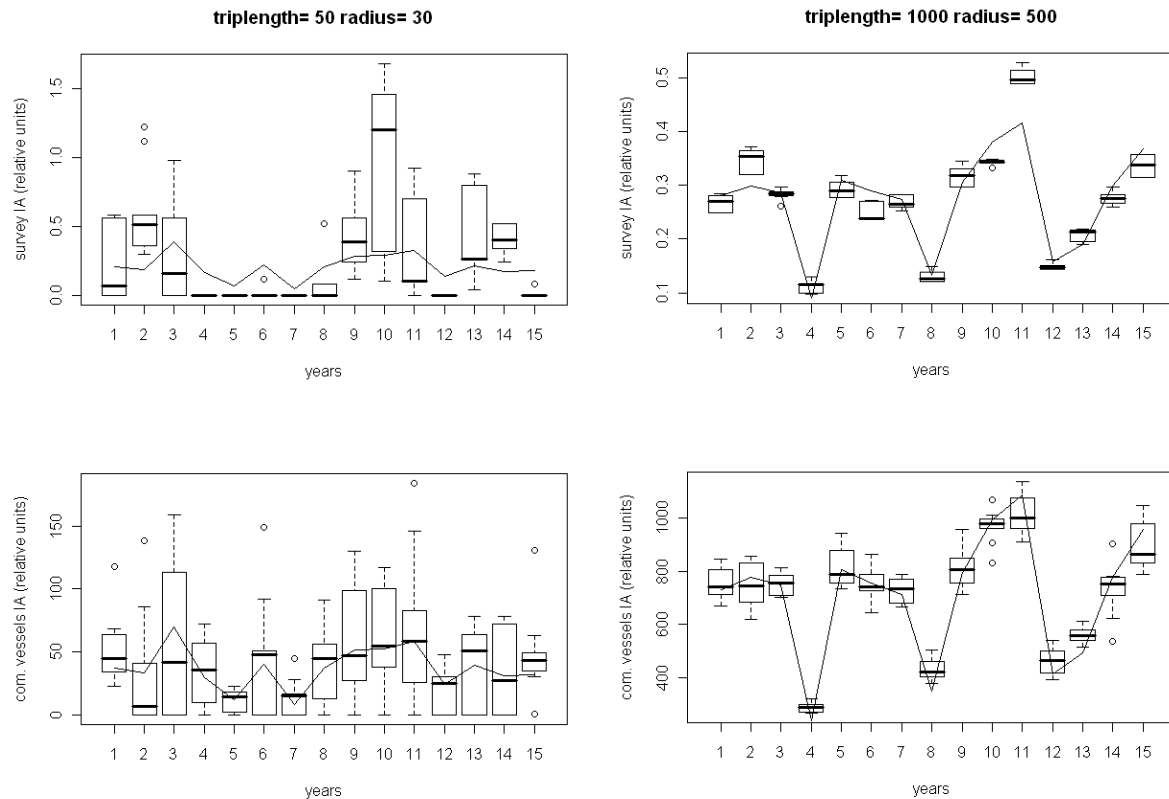 triplength= 50 radius= 30
survey IA (relative units)
0.0 0.5 1.0 1.5
1 2 3 4 5 6 7 8 9 10 11 12 13 14 15
years
triplength= 1000 radius= 500
survey IA (relative units)
0.1 0.2 0.3 0.4 0.5
1 2 3 4 5 6 7 8 9 10 11 12 13 14 15
years
com. vessels IA (relative units)
0 50 100 150
1 2 3 4 5 6 7 8 9 10 11 12 13 14 15
years
com. vessels IA (relative units)
400 600 800 1000
1 2 3 4 5 6 7 8 9 10 11 12 13 14 15
years